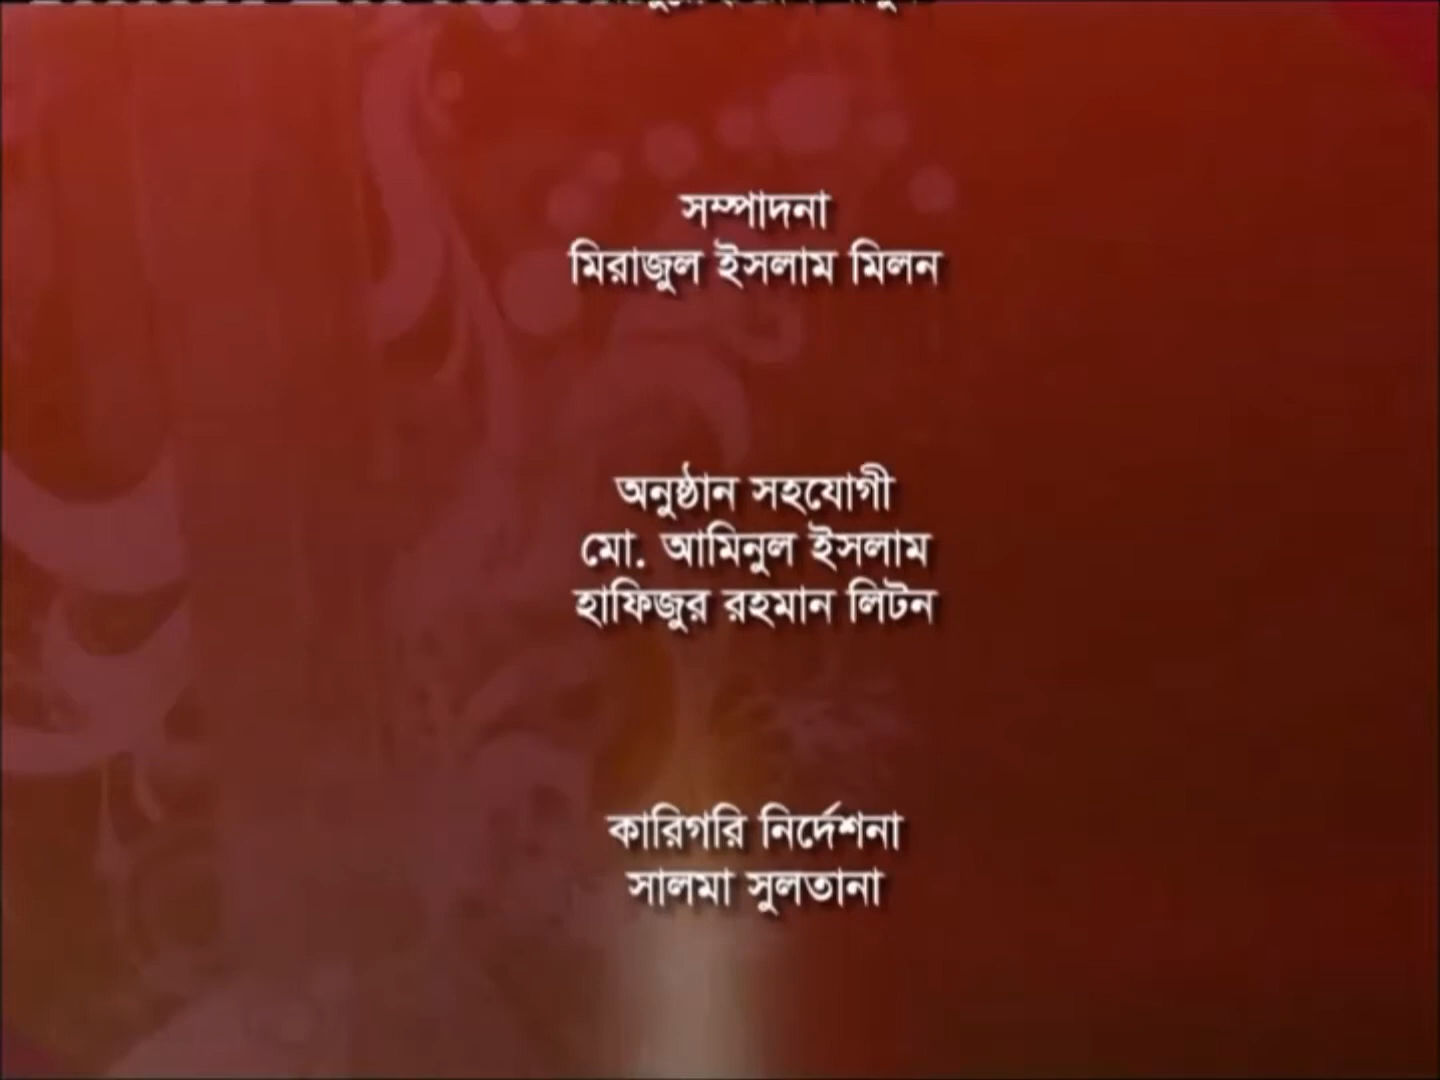 সম্পাদনা
মিরাজুল ইসলাম মিলন
অনুষ্ঠান সহযোগী
মো. আমিনুল ইসলাম
হাফিজুর রহমান লিটন
কারিগরি নির্দেশনা
সালমা সুলতানা